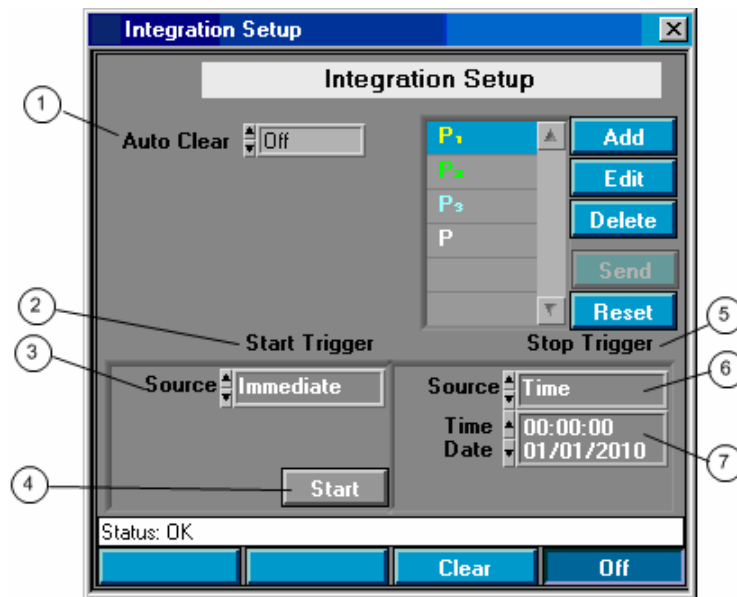 Integration Setup
Integration Setup
1
Auto Clear Off
P₁
P₂
P₃
P
Add
Edit
Delete
Send
Reset
2
Start Trigger
5
Stop Trigger
3
Source Immediate
6
Source Time
Time 00:00:00
Date 01/01/2010
7
4
Start
Status: OK
Clear
Off